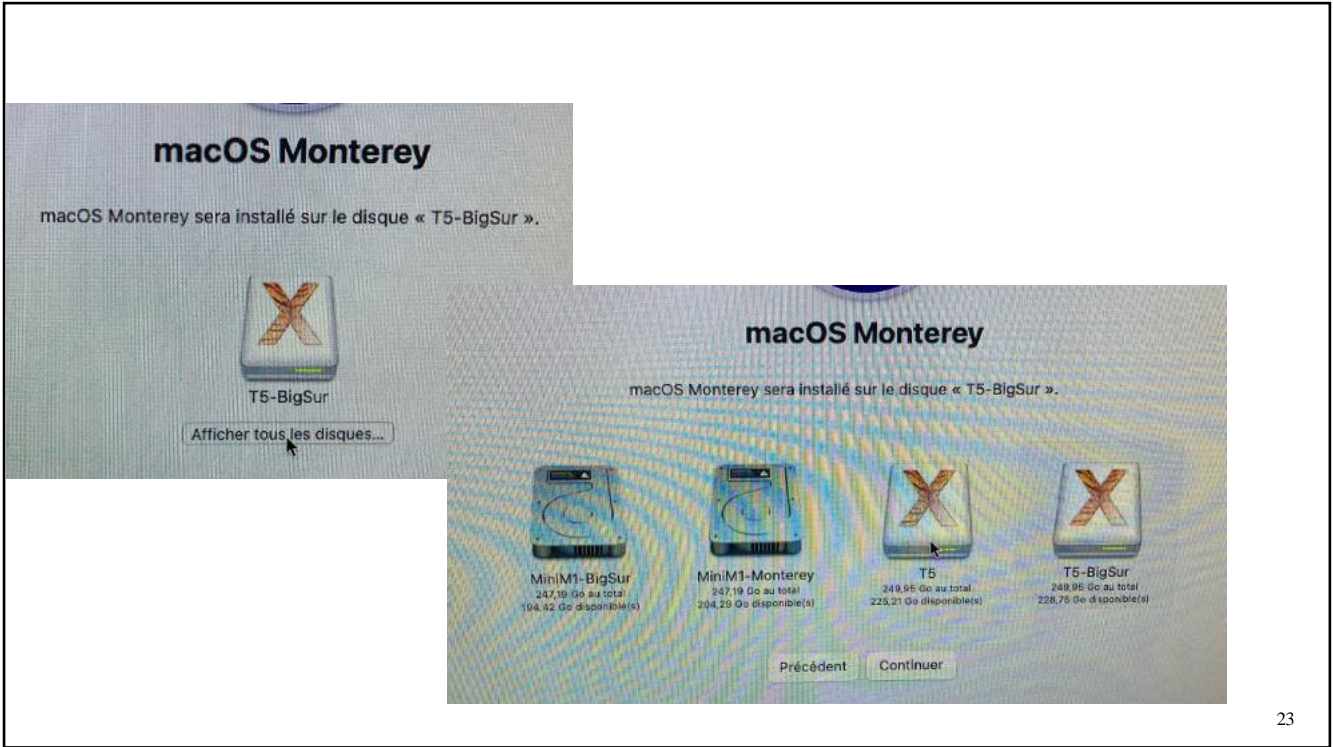 macOS Monterey
macOS Monterey sera installé sur le disque « T5-BigSur ».
T5-BigSur
Afficher tous les disques...
macOS Monterey
macOS Monterey sera installé sur le disque « T5-BigSur ».
MiniM1-BigSur
247,19 Go au total
194,42 Go disponible(s)
MiniM1-Monterey
247,19 Go au total
204,29 Go disponible(s)
T5
249,95 Go au total
225,21 Go disponible(s)
T5-BigSur
249,95 Go au total
228,75 Go disponible(s)
Précédent
Continuer
23